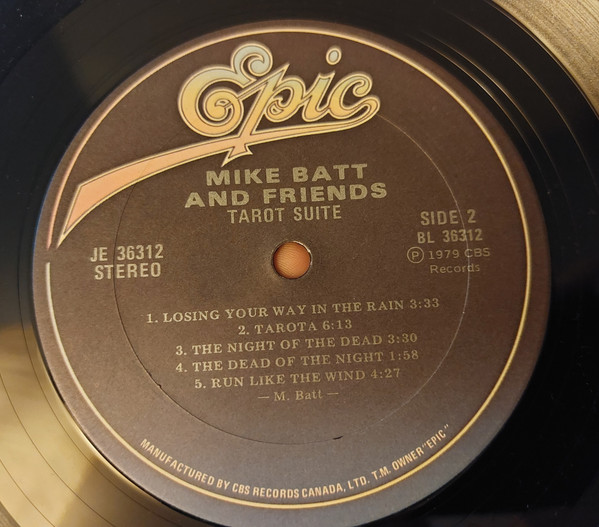 Epic
MIKE BATT
AND FRIENDS
TAROT SUITE
JE 36312
STEREO
SIDE 2
BL 36312
Ⓟ 1979 CBS
Records
1. LOSING YOUR WAY IN THE RAIN 3:33
2. TAROTA 6:13
3. THE NIGHT OF THE DEAD 3:30
4. THE DEAD OF THE NIGHT 1:58
5. RUN LIKE THE WIND 4:27
— M. Batt —
MANUFACTURED BY CBS RECORDS CANADA, LTD. T.M. OWNER "EPIC"